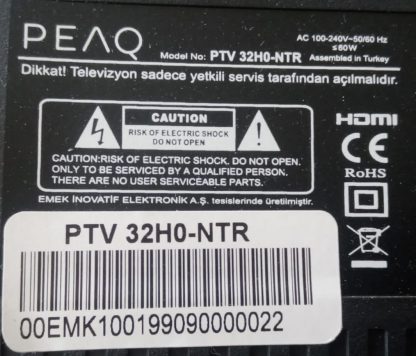 PEAQ
Model No: PTV 32H0-NTR
AC 100-240V~50/60 Hz
≤60W
Assembled in Turkey
Dikkat! Televizyon sadece yetkili servis tarafından açılmalıdır.
CAUTION
RISK OF ELECTRIC SHOCK
DO NOT OPEN
HDMI
CAUTION:RISK OF ELECTRIC SHOCK. DO NOT OPEN.
ONLY TO BE SERVICED BY A QUALIFIED PERSON.
THERE ARE NO USER SERVICEABLE PARTS.
CE
RoHS
EMEK İNOVATİF ELEKTRONİK A.Ş. tesislerinde üretilmiştir.
PTV 32H0-NTR
00EMK100199090000022